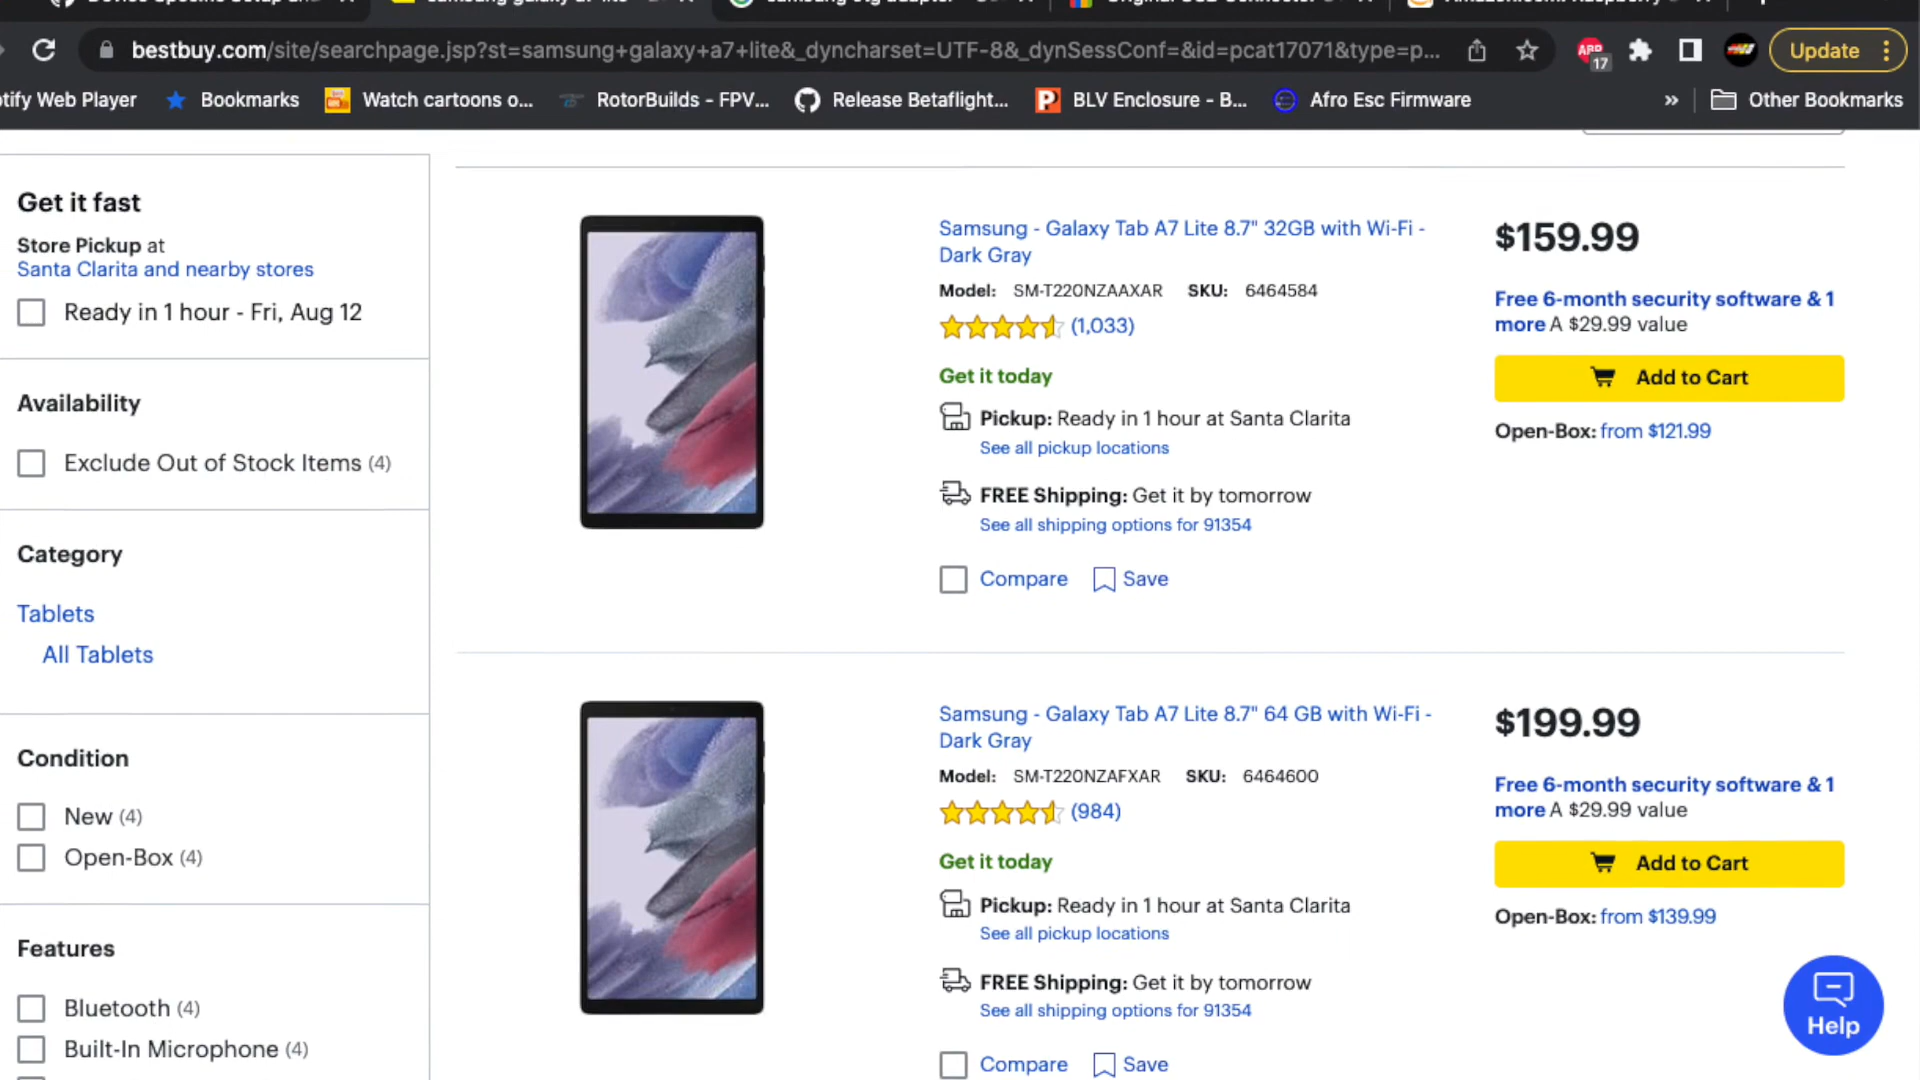 bestbuy.com/site/searchpage.jsp?st=samsung+galaxy+a7+lite&_dyncharset=UTF-8&_dynSessConf=&id=pcat17071&type=p...
ABP
17
Update
otify Web Player
Bookmarks
Watch cartoons o...
RotorBuilds - FPV...
Release Betaflight...
BLV Enclosure - B...
Afro Esc Firmware
»
Other Bookmarks
Get it fast
Store Pickup at
Santa Clarita and nearby stores
Ready in 1 hour - Fri, Aug 12
Availability
Exclude Out of Stock Items (4)
Category
Tablets
All Tablets
Condition
New (4)
Open-Box (4)
Features
Bluetooth (4)
Built-In Microphone (4)
Samsung - Galaxy Tab A7 Lite 8.7" 32GB with Wi-Fi -
Dark Gray
Model: SM-T220NZAAXAR SKU: 6464584
(1,033)
Get it today
Pickup: Ready in 1 hour at Santa Clarita
See all pickup locations
FREE Shipping: Get it by tomorrow
See all shipping options for 91354
Compare Save
$159.99
Free 6-month security software & 1
more A $29.99 value
Add to Cart
Open-Box: from $121.99
Samsung - Galaxy Tab A7 Lite 8.7" 64 GB with Wi-Fi -
Dark Gray
Model: SM-T220NZAFXAR SKU: 6464600
(984)
Get it today
Pickup: Ready in 1 hour at Santa Clarita
See all pickup locations
FREE Shipping: Get it by tomorrow
See all shipping options for 91354
Compare Save
$199.99
Free 6-month security software & 1
more A $29.99 value
Add to Cart
Open-Box: from $139.99
Help